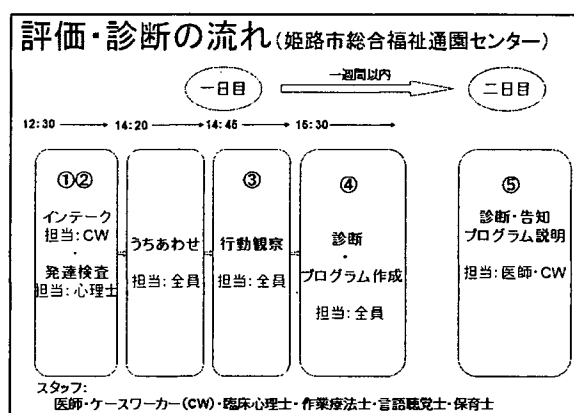 評価・診断の流れ(姫路市総合福祉通園センター)
一日目
一週間以内
二日目
12:30
14:20
14:45
15:30
①②
インテーク
担当:CW
・
発達検査
担当:心理士
うちあわせ
担当:全員
③
行動観察
担当:全員
④
診断
・
プログラム作成
担当:全員
⑤
診断・告知
プログラム説明
担当:医師・CW
スタッフ:
医師・ケースワーカー(CW)・臨床心理士・作業療法士・言語聴覚士・保育士